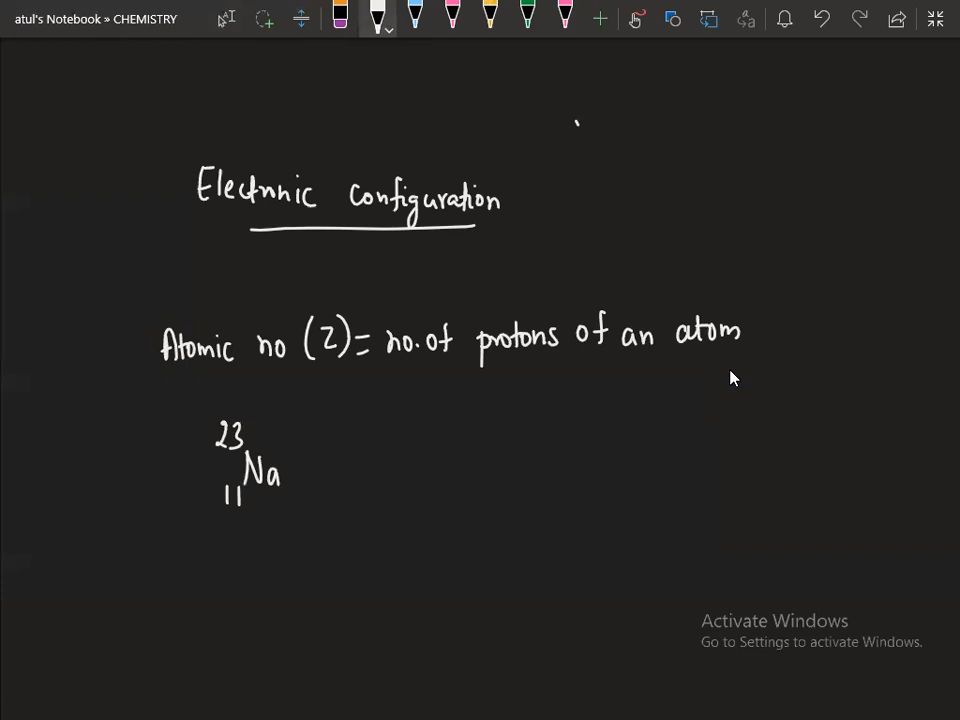 atul's Notebook » CHEMISTRY
Electronic configuration
Atomic no (Z) = no. of protons of an atom
23
Na
11
Activate Windows
Go to Settings to activate Windows.